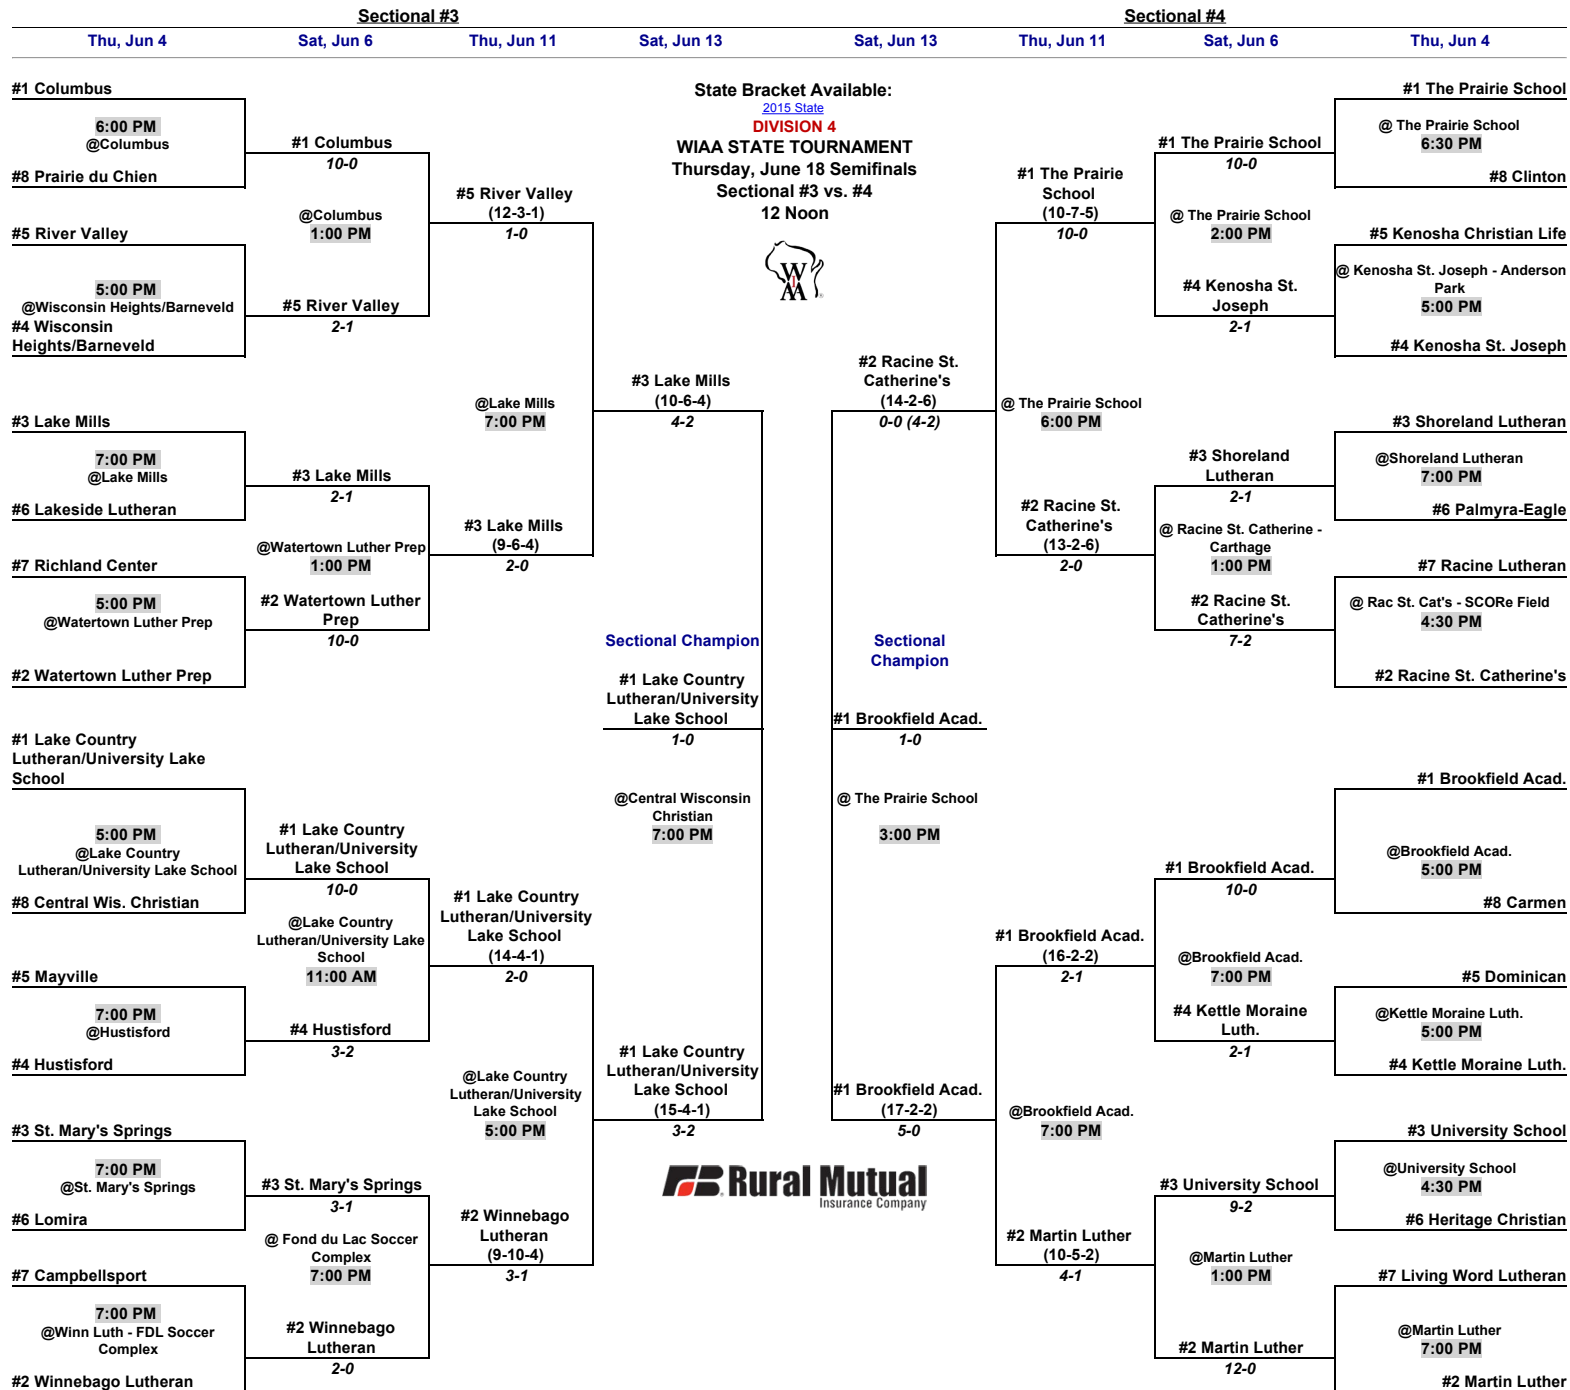 Sectional #3
Sectional #4
Thu, Jun 4
Sat, Jun 6
Thu, Jun 11
Sat, Jun 13
Sat, Jun 13
Thu, Jun 11
Sat, Jun 6
Thu, Jun 4
#1 Columbus
6:00 PM
@Columbus
#8 Prairie du Chien
#5 River Valley
5:00 PM
@Wisconsin Heights/Barneveld
#4 Wisconsin
Heights/Barneveld
#3 Lake Mills
7:00 PM
@Lake Mills
#6 Lakeside Lutheran
#7 Richland Center
5:00 PM
@Watertown Luther Prep
#2 Watertown Luther Prep
#1 Lake Country
Lutheran/University Lake
School
5:00 PM
@Lake Country
Lutheran/University Lake School
#8 Central Wis. Christian
#5 Mayville
7:00 PM
@Hustisford
#4 Hustisford
#3 St. Mary's Springs
7:00 PM
@St. Mary's Springs
#6 Lomira
#7 Campbellsport
7:00 PM
@Winn Luth - FDL Soccer
Complex
#2 Winnebago Lutheran
#1 Columbus
10-0
@Columbus
1:00 PM
#5 River Valley
2-1
#3 Lake Mills
2-1
@Watertown Luther Prep
1:00 PM
#2 Watertown Luther
Prep
10-0
#1 Lake Country
Lutheran/University
Lake School
10-0
@Lake Country
Lutheran/University Lake
School
11:00 AM
#4 Hustisford
3-2
#3 St. Mary's Springs
3-1
@ Fond du Lac Soccer
Complex
7:00 PM
#2 Winnebago
Lutheran
2-0
#5 River Valley
(12-3-1)
1-0
@Lake Mills
7:00 PM
#3 Lake Mills
(9-6-4)
2-0
#1 Lake Country
Lutheran/University
Lake School
(14-4-1)
2-0
@Lake Country
Lutheran/University
Lake School
5:00 PM
#2 Winnebago
Lutheran
(9-10-4)
3-1
#3 Lake Mills
(10-6-4)
4-2
Sectional Champion
#1 Lake Country
Lutheran/University
Lake School
1-0
@Central Wisconsin
Christian
7:00 PM
#1 Lake Country
Lutheran/University
Lake School
(15-4-1)
3-2
State Bracket Available:
2015 State
DIVISION 4
WIAA STATE TOURNAMENT
Thursday, June 18 Semifinals
Sectional #3 vs. #4
12 Noon
WIAA
#2 Racine St.
Catherine's
(14-2-6)
0-0 (4-2)
Sectional
Champion
#1 Brookfield Acad.
1-0
@ The Prairie School
3:00 PM
#1 Brookfield Acad.
(17-2-2)
5-0
Rural Mutual
Insurance Company
#1 The Prairie
School
(10-7-5)
10-0
@ The Prairie School
6:00 PM
#2 Racine St.
Catherine's
(13-2-6)
2-0
#1 Brookfield Acad.
(16-2-2)
2-1
@Brookfield Acad.
7:00 PM
#2 Martin Luther
(10-5-2)
4-1
#1 The Prairie School
10-0
@ The Prairie School
2:00 PM
#4 Kenosha St.
Joseph
2-1
#3 Shoreland
Lutheran
2-1
@ Racine St. Catherine -
Carthage
1:00 PM
#2 Racine St.
Catherine's
7-2
#1 Brookfield Acad.
10-0
@Brookfield Acad.
7:00 PM
#4 Kettle Moraine
Luth.
2-1
#3 University School
9-2
@Martin Luther
1:00 PM
#2 Martin Luther
12-0
#1 The Prairie School
@ The Prairie School
6:30 PM
#8 Clinton
#5 Kenosha Christian Life
@ Kenosha St. Joseph - Anderson
Park
5:00 PM
#4 Kenosha St. Joseph
#3 Shoreland Lutheran
@Shoreland Lutheran
7:00 PM
#6 Palmyra-Eagle
#7 Racine Lutheran
@ Rac St. Cat's - SCORe Field
4:30 PM
#2 Racine St. Catherine's
#1 Brookfield Acad.
@Brookfield Acad.
5:00 PM
#8 Carmen
#5 Dominican
@Kettle Moraine Luth.
5:00 PM
#4 Kettle Moraine Luth.
#3 University School
@University School
4:30 PM
#6 Heritage Christian
#7 Living Word Lutheran
@Martin Luther
7:00 PM
#2 Martin Luther